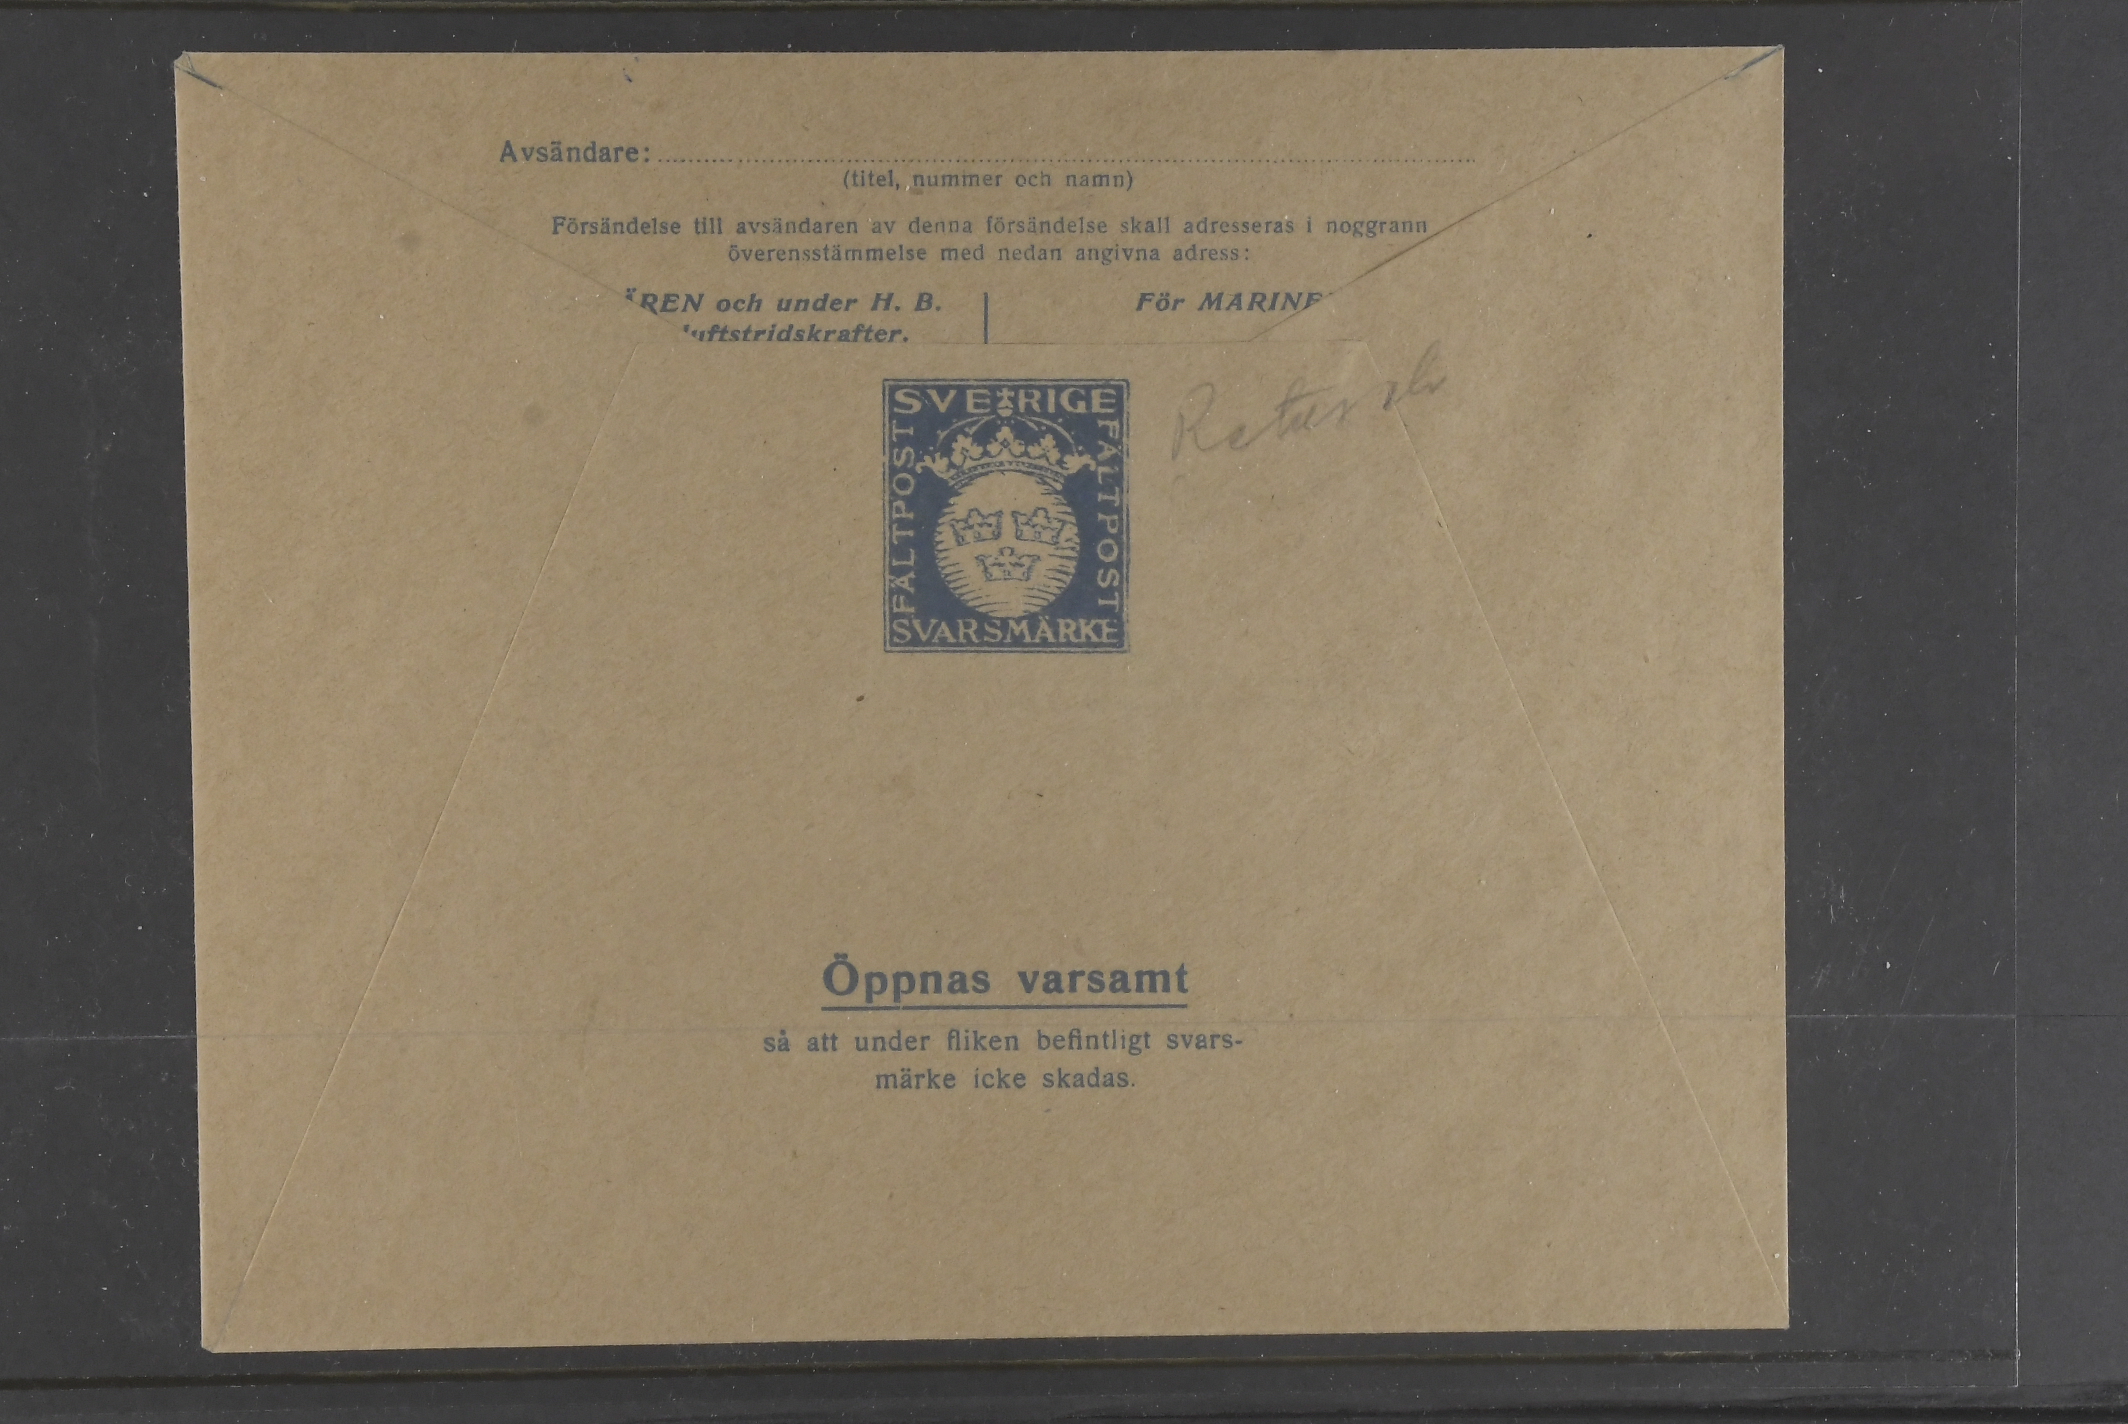 Avsändare:
(titel, nummer och namn)
Försändelse till avsändaren av denna försändelse skall adresseras i noggrann
överensstämmelse med nedan angivna adress:
ÄREN och under H. B.
luftstridskrafter.
För MARINE
SVERIGE
FÄLTPOST
FÄLTPOST
SVARSMÄRKE
Öppnas varsamt
så att under fliken befintligt svars-
märke icke skadas.